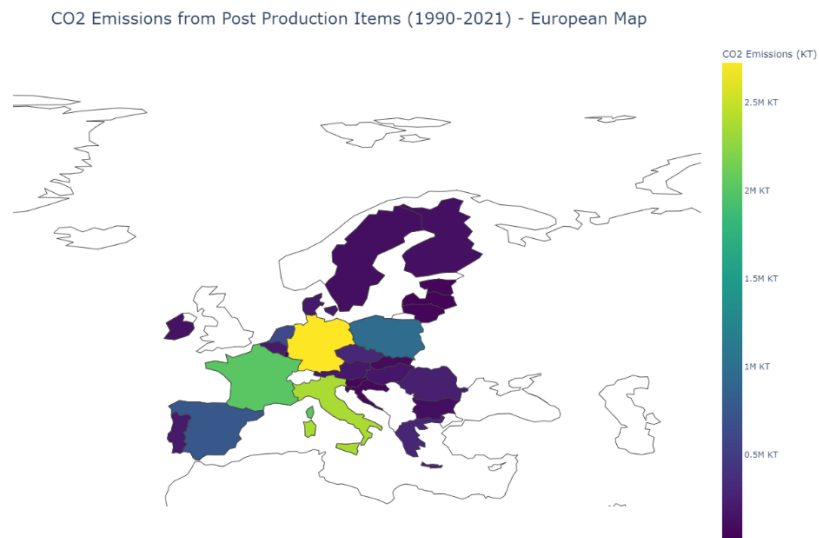 CO2 Emissions from Post Production Items (1990-2021) - European Map
CO2 Emissions (KT)
2.5M KT
2M KT
1.5M KT
1M KT
0.5M KT